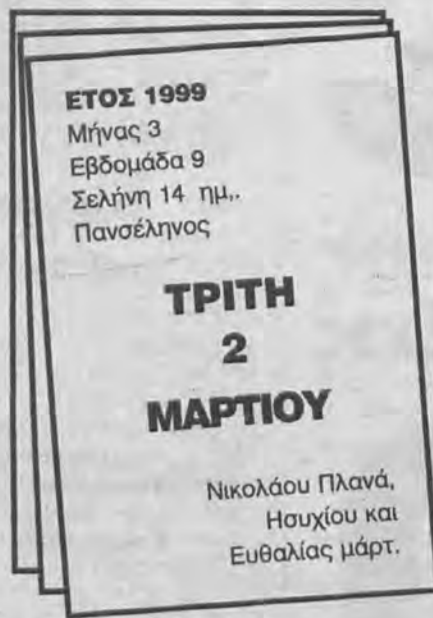 ΕΤΟΣ 1999
Μήνας 3
Εβδομάδα 9
Σελήνη 14 ημ,.
Πανσέληνος
ΤΡΙΤΗ
2
ΜΑΡΤΙΟΥ
Νικολάου Πλανά,
Ησυχίου και
Ευθαλίας μάρτ.